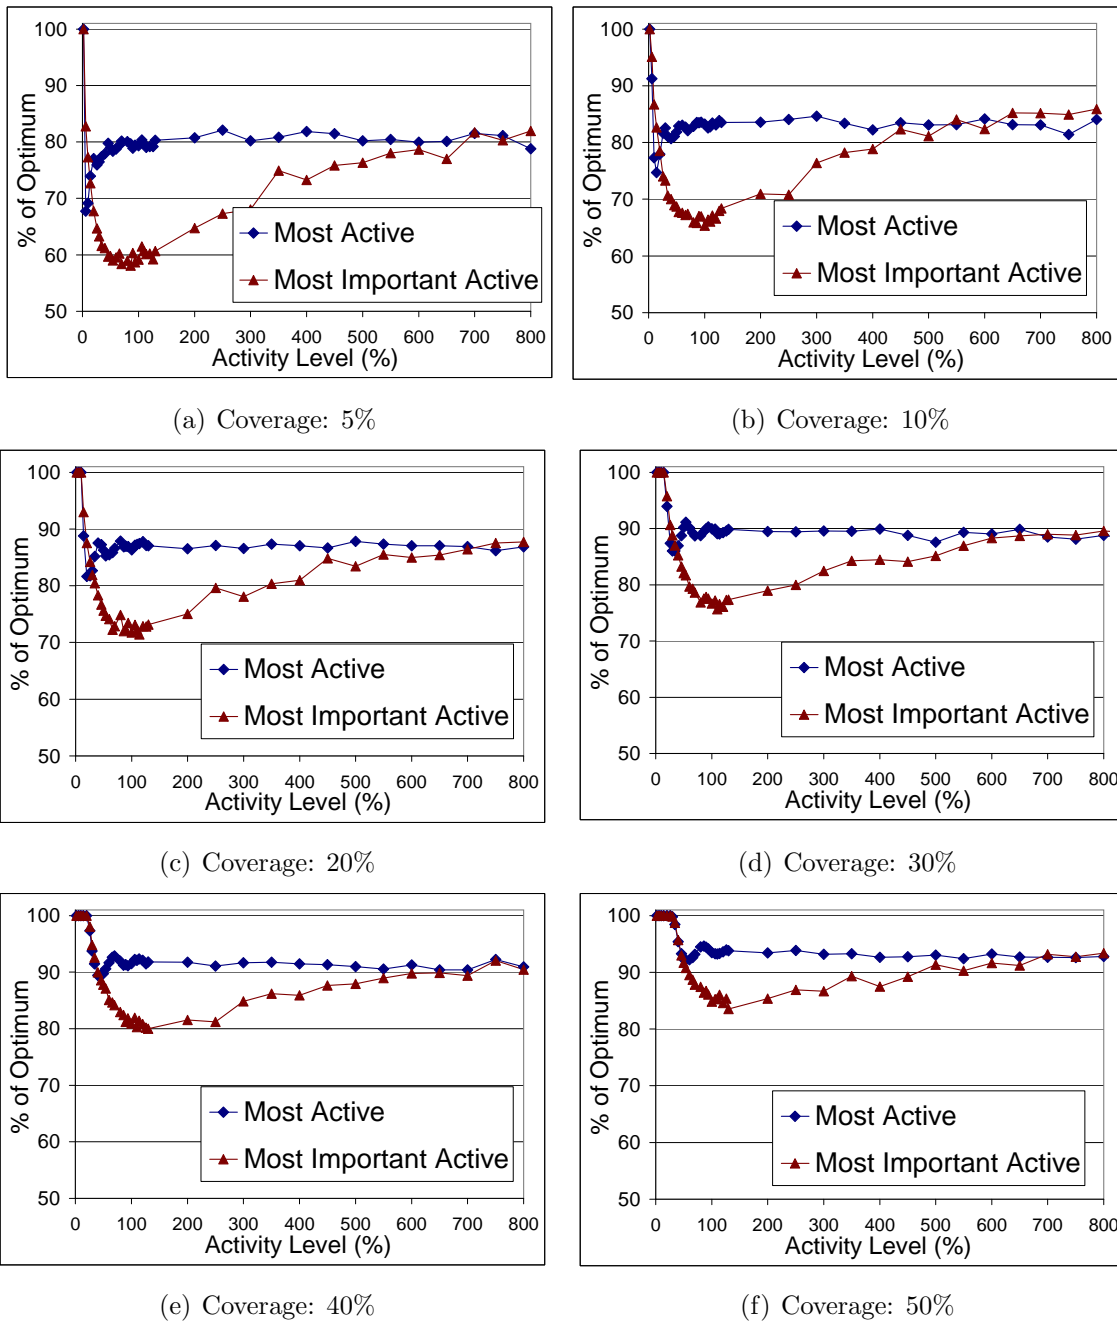 100
90
80
70
60
50
% of Optimum
Most Active
Most Important Active
0 100 200 300 400 500 600 700 800
Activity Level (%)
(a) Coverage: 5%
100
90
80
70
60
50
% of Optimum
Most Active
Most Important Active
0 100 200 300 400 500 600 700 800
Activity Level (%)
(b) Coverage: 10%
100
90
80
70
60
50
% of Optimum
Most Active
Most Important Active
0 100 200 300 400 500 600 700 800
Activity Level (%)
(c) Coverage: 20%
100
90
80
70
60
50
% of Optimum
Most Active
Most Important Active
0 100 200 300 400 500 600 700 800
Activity Level (%)
(d) Coverage: 30%
100
90
80
70
60
50
% of Optimum
Most Active
Most Important Active
0 100 200 300 400 500 600 700 800
Activity Level (%)
(e) Coverage: 40%
100
90
80
70
60
50
% of Optimum
Most Active
Most Important Active
0 100 200 300 400 500 600 700 800
Activity Level (%)
(f) Coverage: 50%